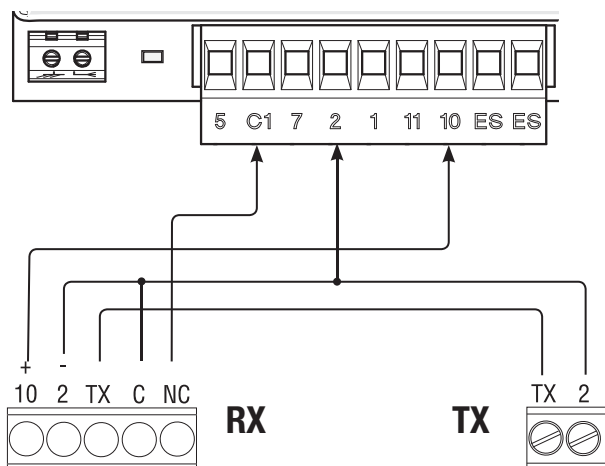 5 C1 7 2 1 11 10 ES ES
+ -
10 2 TX C NC
RX
TX
TX 2